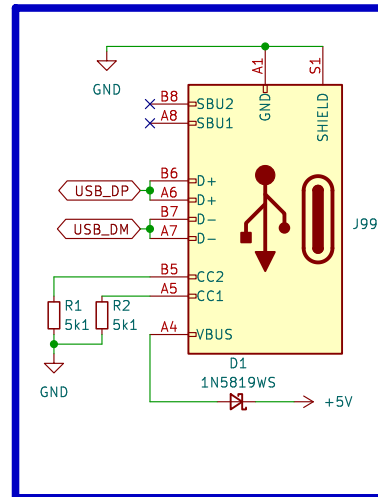 A1
S1
GND
B8
SBU2
A8
SBU1
GND
SHIELD
B6
D+
USB_DP
A6
D+
B7
D-
USB_DM
A7
D-
J99
B5
CC2
A5
CC1
R1
5k1
R2
5k1
A4
VBUS
GND
D1
1N5819WS
+5V